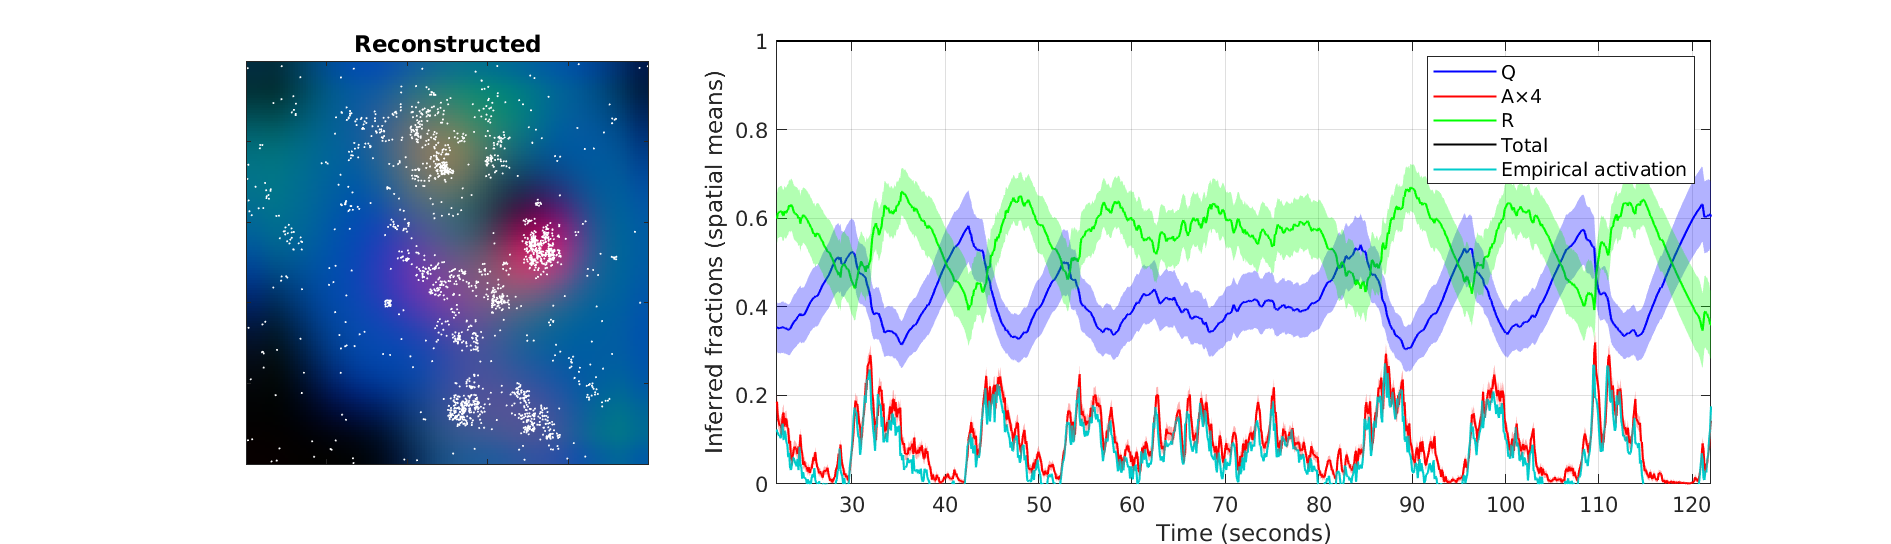 Reconstructed
Inferred fractions (spatial means)
1
0.8
0.6
0.4
0.2
0
Q
A×4
R
Total
Empirical activation
30 40 50 60 70 80 90 100 110 120
Time (seconds)